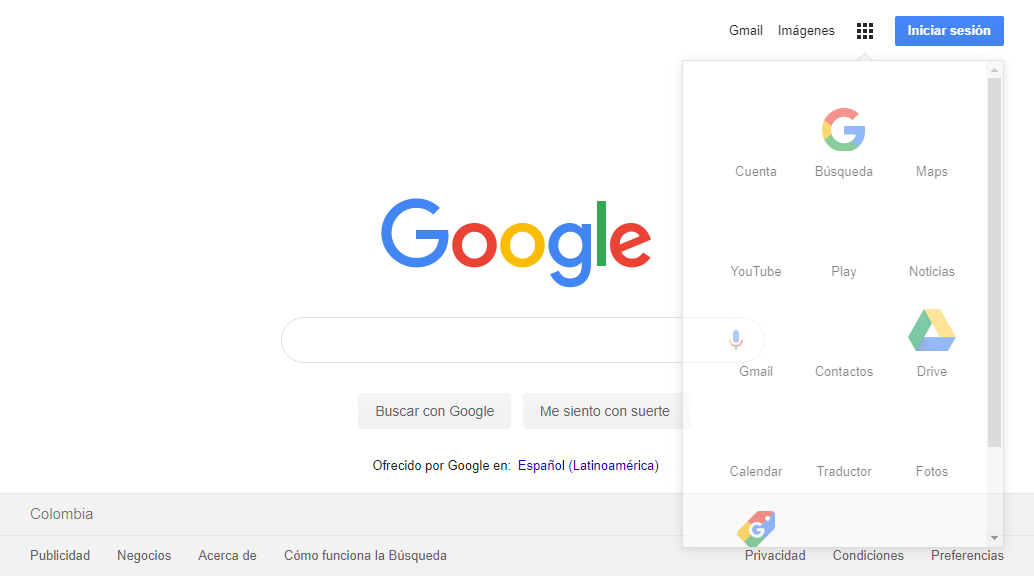 Gmail Imágenes Iniciar sesión
Cuenta Búsqueda Maps
Google
YouTube Play Noticias
Gmail Contactos Drive
Buscar con Google Me siento con suerte
Ofrecido por Google en: Español (Latinoamérica)
Calendar Traductor Fotos
Colombia
G
Publicidad Negocios Acerca de Cómo funciona la Búsqueda Privacidad Condiciones Preferencias